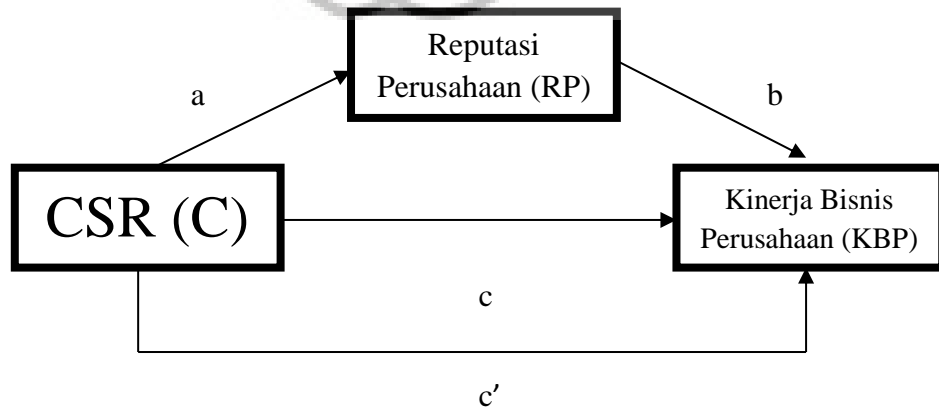 Reputasi
Perusahaan (RP)
a
b
CSR (C)
Kinerja Bisnis
Perusahaan (KBP)
c
c’